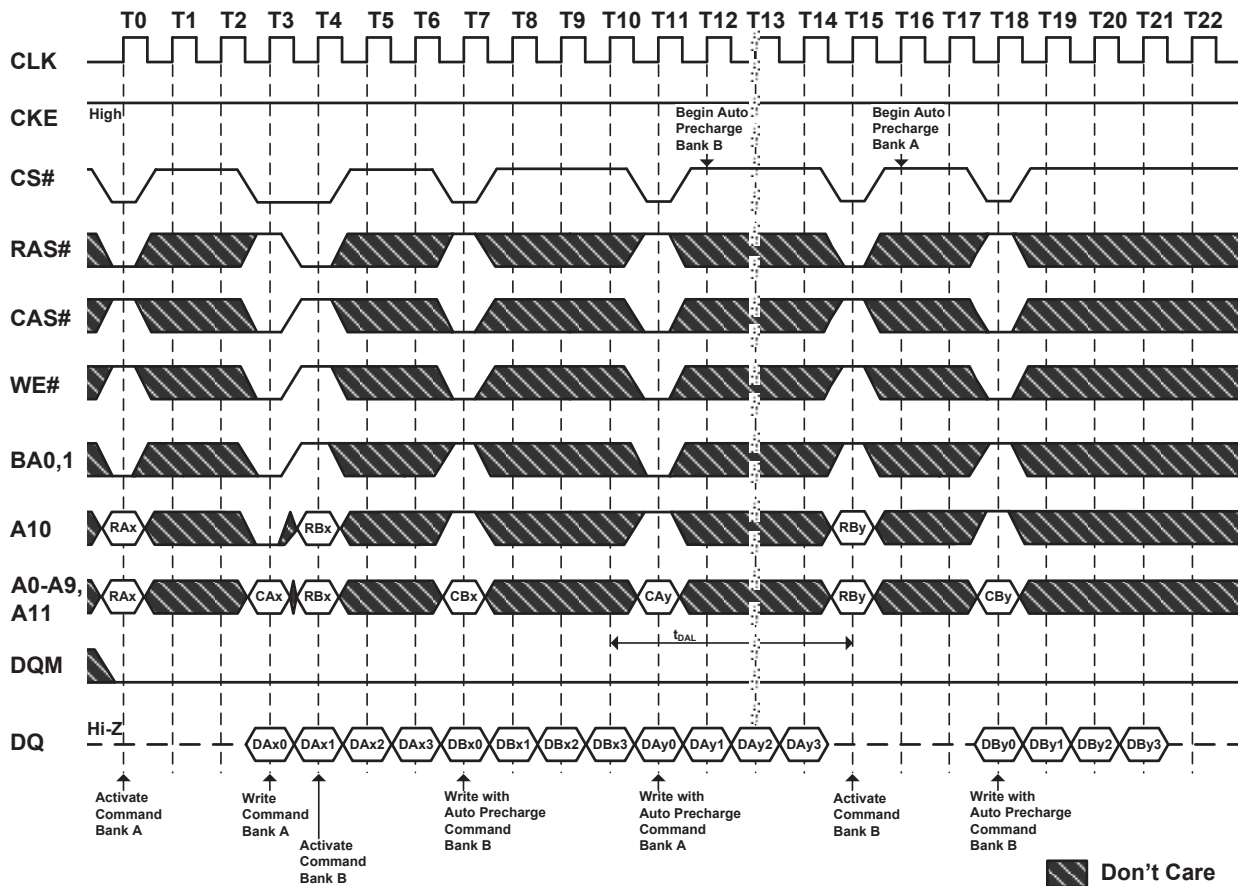 T0 T1 T2 T3 T4 T5 T6 T7 T8 T9 T10 T11 T12 T13 T14 T15 T16 T17 T18 T19 T20 T21 T22
CLK
CKE
High
Begin Auto
Precharge
Bank B
Begin Auto
Precharge
Bank A
CS#
RAS#
CAS#
WE#
BA0,1
A10
RAx RBx RBy
A0-A9,
A11
RAx CAx RBx CBx CAy RBy CBy
tDAL
DQM
DQ
Hi-Z
DAx0 DAx1 DAx2 DAx3 DBx0 DBx1 DBx2 DBx3 DAy0 DAy1 DAy2 DAy3 DBy0 DBy1 DBy2 DBy3
Activate
Command
Bank A
Write
Command
Bank A
Activate
Command
Bank B
Write with
Auto Precharge
Command
Bank B
Write with
Auto Precharge
Command
Bank A
Activate
Command
Bank B
Write with
Auto Precharge
Command
Bank B
Don't Care